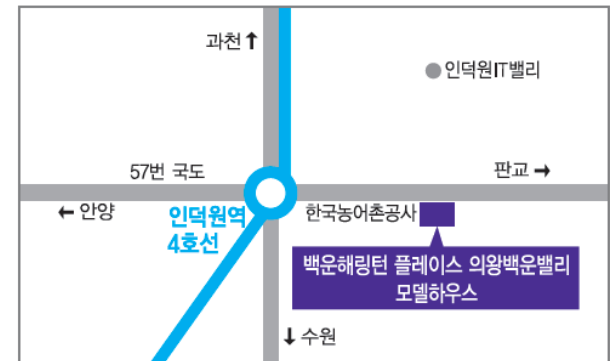 과천 ↑
인덕원IT밸리
57번 국도
판교 →
← 안양
인덕원역
4호선
한국농어촌공사
백운해링턴 플레이스 의왕백운밸리
모델하우스
↓ 수원